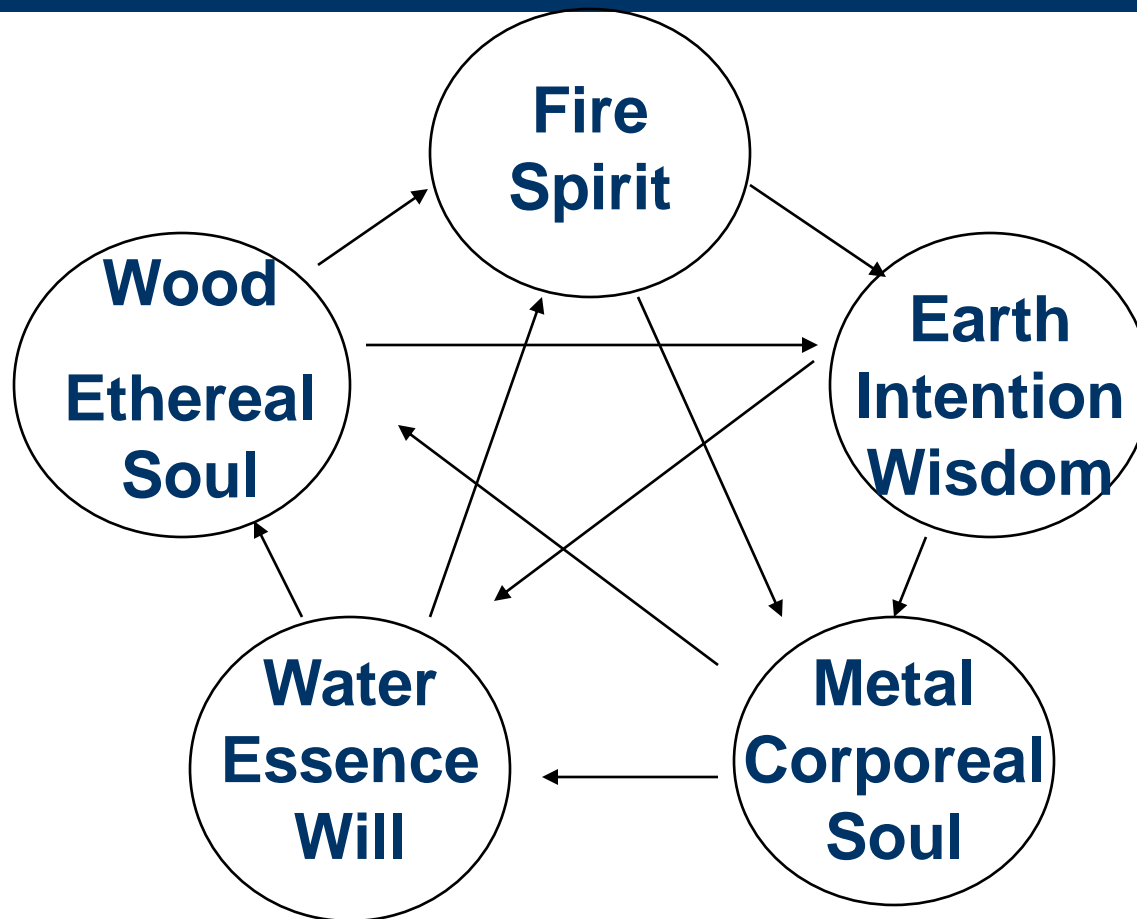 Fire
Spirit
Wood
Ethereal
Soul
Earth
Intention
Wisdom
Water
Essence
Will
Metal
Corporeal
Soul